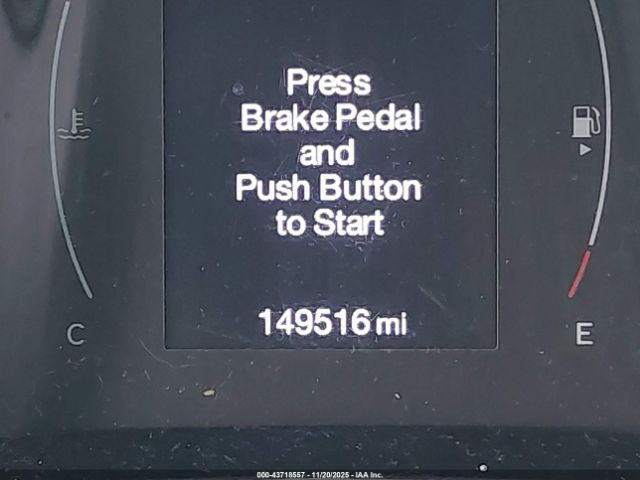 Press
Brake Pedal
and
Push Button
to Start
149516 mi
C
E
000-43718557 - 11/20/2025 - IAA Inc.